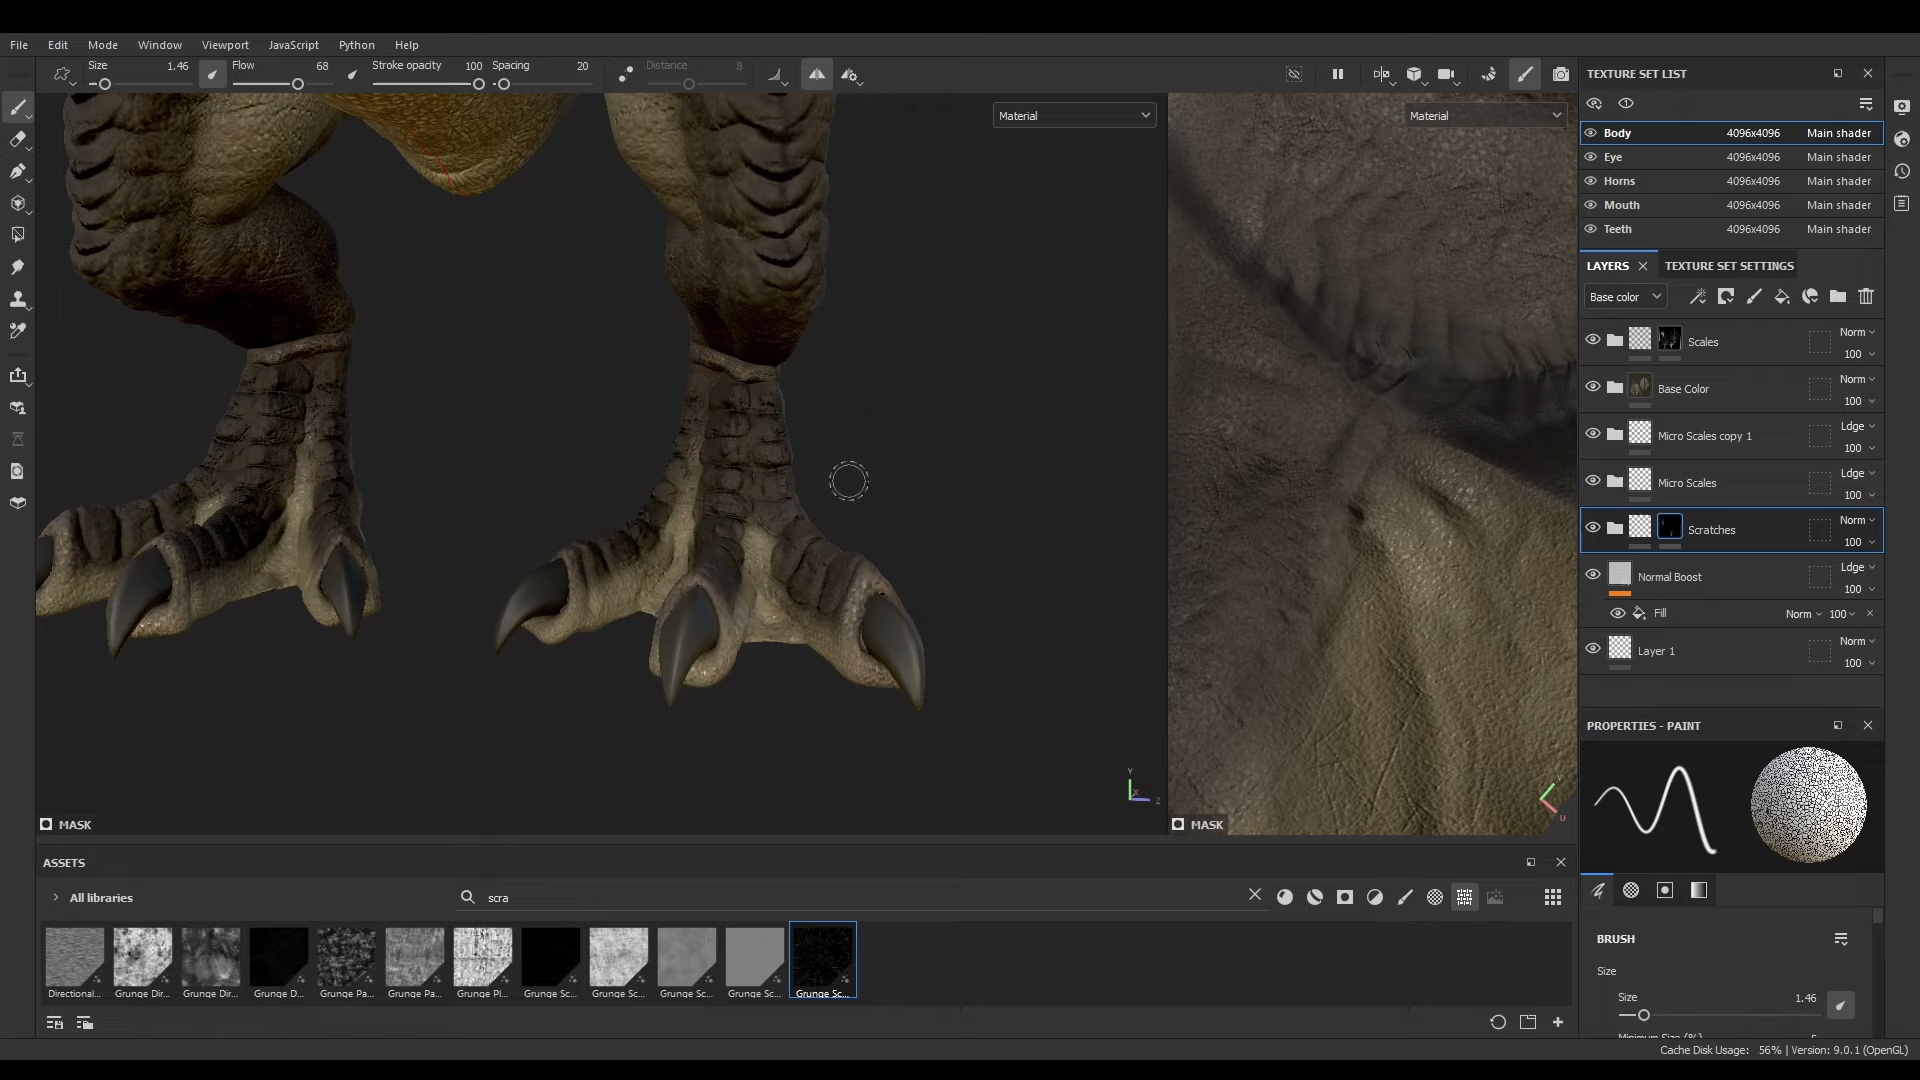 File Edit Mode Window Viewport JavaScript Python Help
Size 1.46 Flow 68 Stroke opacity 100 Spacing 20 Distance 8
Material
Material
Y
X
Z
Y
U
MASK
MASK
TEXTURE SET LIST
Body 4096x4096 Main shader
Eye 4096x4096 Main shader
Horns 4096x4096 Main shader
Mouth 4096x4096 Main shader
Teeth 4096x4096 Main shader
LAYERS TEXTURE SET SETTINGS
Base color
Scales Norm 100
Base Color Norm 100
Micro Scales copy 1 Ldge 100
Micro Scales Ldge 100
Scratches Norm 100
Normal Boost Ldge 100
Fill Norm 100
Layer 1 Norm 100
PROPERTIES - PAINT
BRUSH
Size
Size 1.46
Minimum Size (%) 5
ASSETS
All libraries
scra
Directional... Grunge Dir... Grunge Dir... Grunge D... Grunge Pa... Grunge Pa... Grunge Pl... Grunge Sc... Grunge Sc... Grunge Sc... Grunge Sc... Grunge Sc...
Cache Disk Usage: 56% | Version: 9.0.1 (OpenGL)